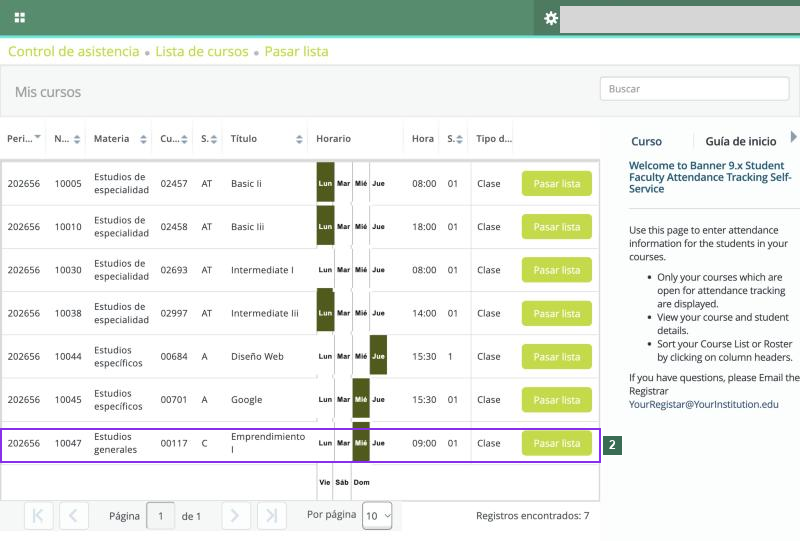 Control de asistencia • Lista de cursos • Pasar lista
Mis cursos
Buscar
Peri... N... Materia Cu... S. Título Horario Hora S. Tipo d...
202656 10005 Estudios de especialidad 02457 AT Basic Ii Lun Mar Mié Jue 08:00 01 Clase Pasar lista
202656 10010 Estudios de especialidad 02458 AT Basic Iii Lun Mar Mié Jue 18:00 01 Clase Pasar lista
202656 10030 Estudios de especialidad 02693 AT Intermediate I Lun Mar Mié Jue 08:00 01 Clase Pasar lista
202656 10038 Estudios de especialidad 02997 AT Intermediate Iii Lun Mar Mié Jue 14:00 01 Clase Pasar lista
202656 10044 Estudios específicos 00684 A Diseño Web Lun Mar Mié Jue 15:30 1 Clase Pasar lista
202656 10045 Estudios específicos 00701 A Google Lun Mar Mié Jue 15:30 01 Clase Pasar lista
202656 10047 Estudios generales 00117 C Emprendimiento I Lun Mar Mié Jue 09:00 01 Clase Pasar lista
2
Vie Sáb Dom
Página 1 de 1 Por página 10 Registros encontrados: 7
Curso Guía de inicio
Welcome to Banner 9.x Student
Faculty Attendance Tracking Self-
Service
Use this page to enter attendance
information for the students in your
courses.
• Only your courses which are
open for attendance tracking
are displayed.
• View your course and student
details.
• Sort your Course List or Roster
by clicking on column headers.
If you have questions, please Email the
Registrar
YourRegistar@YourInstitution.edu